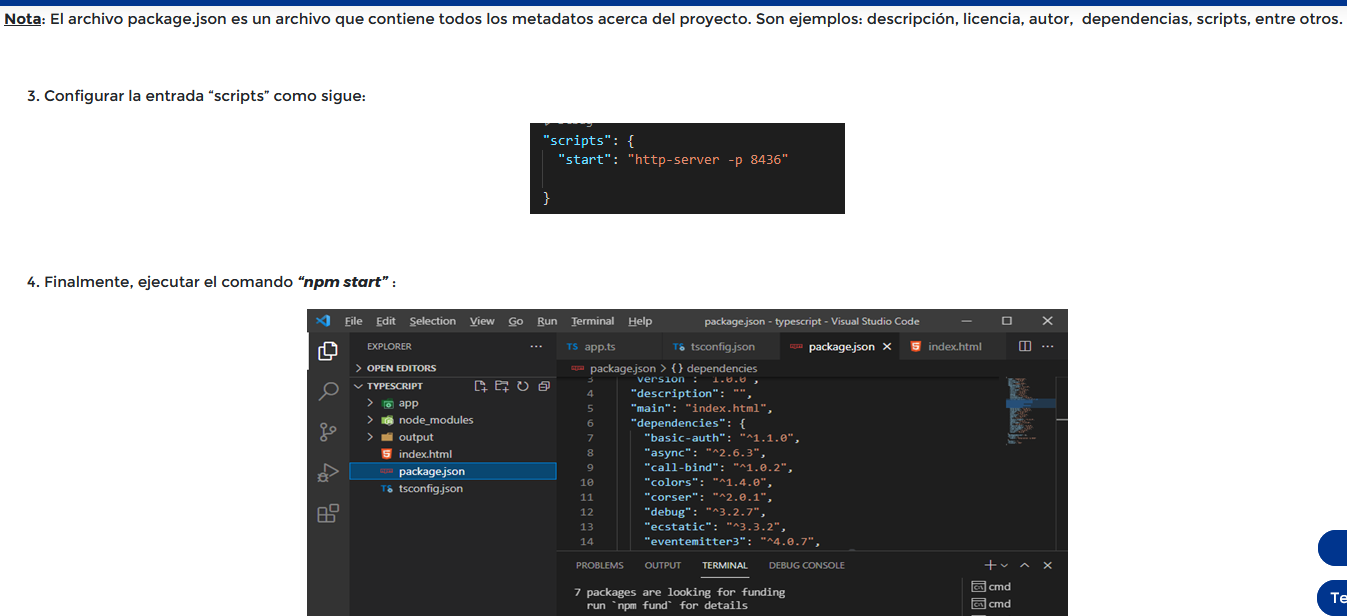 Nota: El archivo package.json es un archivo que contiene todos los metadatos acerca del proyecto. Son ejemplos: descripción, licencia, autor,  dependencias, scripts, entre otros.
3. Configurar la entrada “scripts” como sigue:
"scripts": {
"start": "http-server -p 8436"
}
4. Finalmente, ejecutar el comando “npm start” :
File Edit Selection View Go Run Terminal Help package.json - typescript - Visual Studio Code
EXPLORER
OPEN EDITORS
TYPESCRIPT
app
node_modules
output
index.html
package.json
tsconfig.json
TS app.ts
tsconfig.json
package.json
index.html
package.json > {} dependencies
3 "version": "1.0.0",
4 "description": "",
5 "main": "index.html",
6 "dependencies": {
7 "basic-auth": "^1.1.0",
8 "async": "^2.6.3",
9 "call-bind": "^1.0.2",
10 "colors": "^1.4.0",
11 "corser": "^2.0.1",
12 "debug": "^3.2.7",
13 "ecstatic": "^3.3.2",
14 "eventemitter3": "^4.0.7",
PROBLEMS OUTPUT TERMINAL DEBUG CONSOLE
7 packages are looking for funding
run `npm fund` for details
cmd
cmd
Te